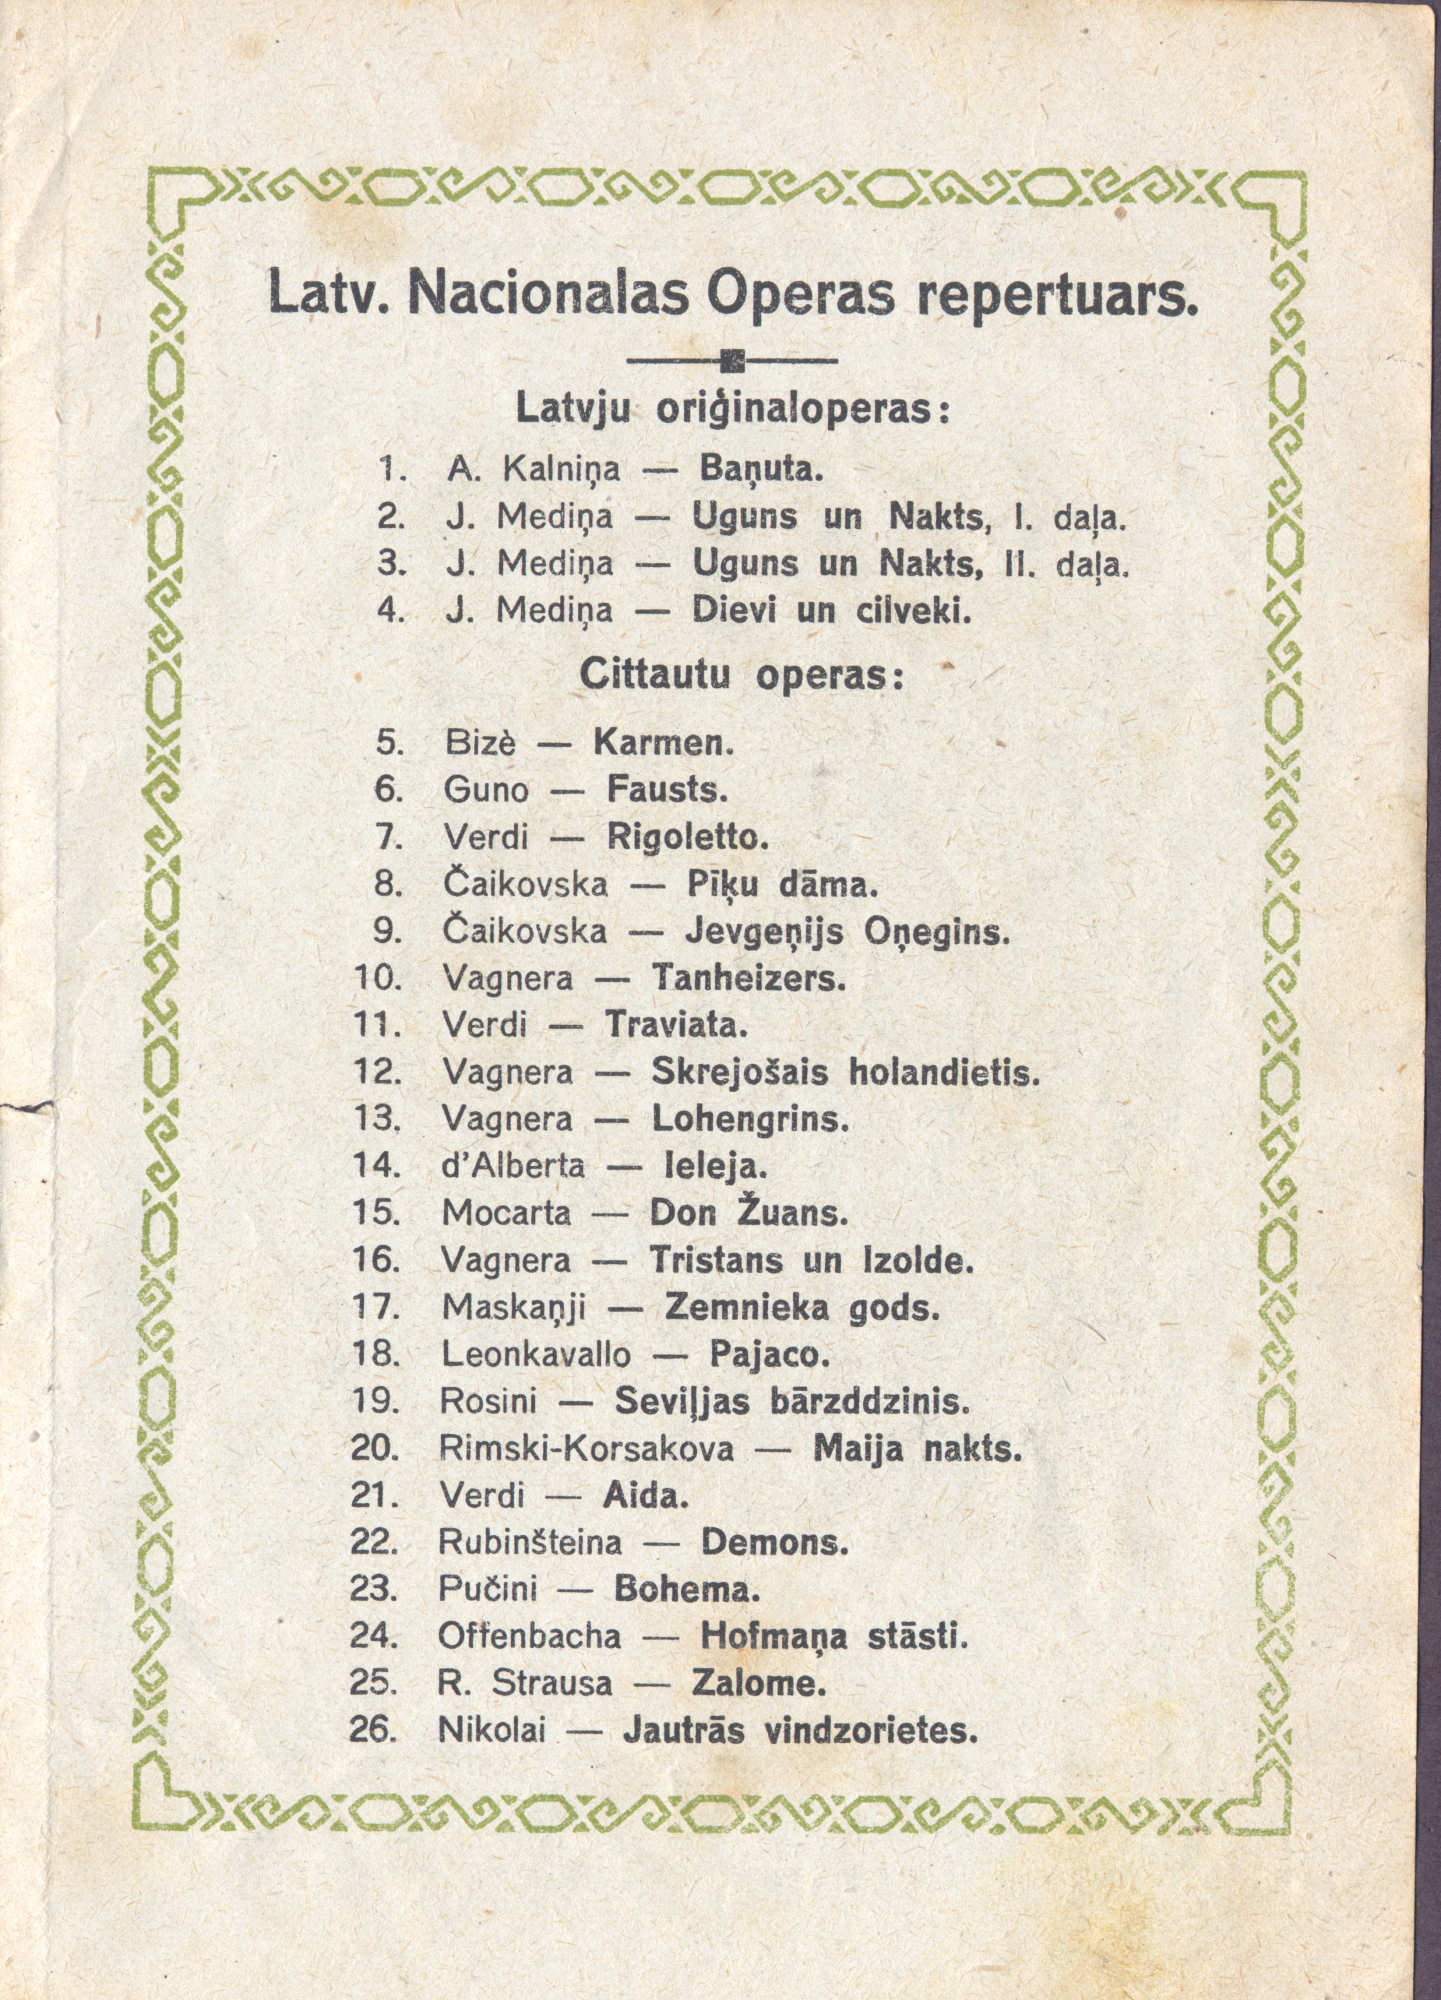 Latv. Nacionalas Operas repertuars.
Latvju oriģinaloperas:
1. A. Kalniņa — Baņuta.
2. J. Mediņa — Uguns un Nakts, I. daļa.
3. J. Mediņa — Uguns un Nakts, II. daļa.
4. J. Mediņa — Dievi un cilveki.
Cittautu operas:
5. Bizè — Karmen.
6. Guno — Fausts.
7. Verdi — Rigoletto.
8. Čaikovska — Pīķu dāma.
9. Čaikovska — Jevgeņijs Oņegins.
10. Vagnera — Tanheizers.
11. Verdi — Traviata.
12. Vagnera — Skrejošais holandietis.
13. Vagnera — Lohengrins.
14. d'Alberta — Ieleja.
15. Mocarta — Don Žuans.
16. Vagnera — Tristans un Izolde.
17. Maskaņji — Zemnieka gods.
18. Leonkavallo — Pajaco.
19. Rosini — Seviļjas bārzddzinis.
20. Rimski-Korsakova — Maija nakts.
21. Verdi — Aida.
22. Rubinšteina — Demons.
23. Pučini — Bohema.
24. Offenbacha — Hofmaņa stāsti.
25. R. Strausa — Zalome.
26. Nikolai — Jautrās vindzorietes.